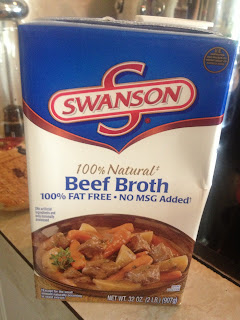 S
SWANSON
100% Natural‡
Beef Broth
100% FAT FREE • NO MSG Added†
NET WT. 32 OZ. (2 LB.) (907g)